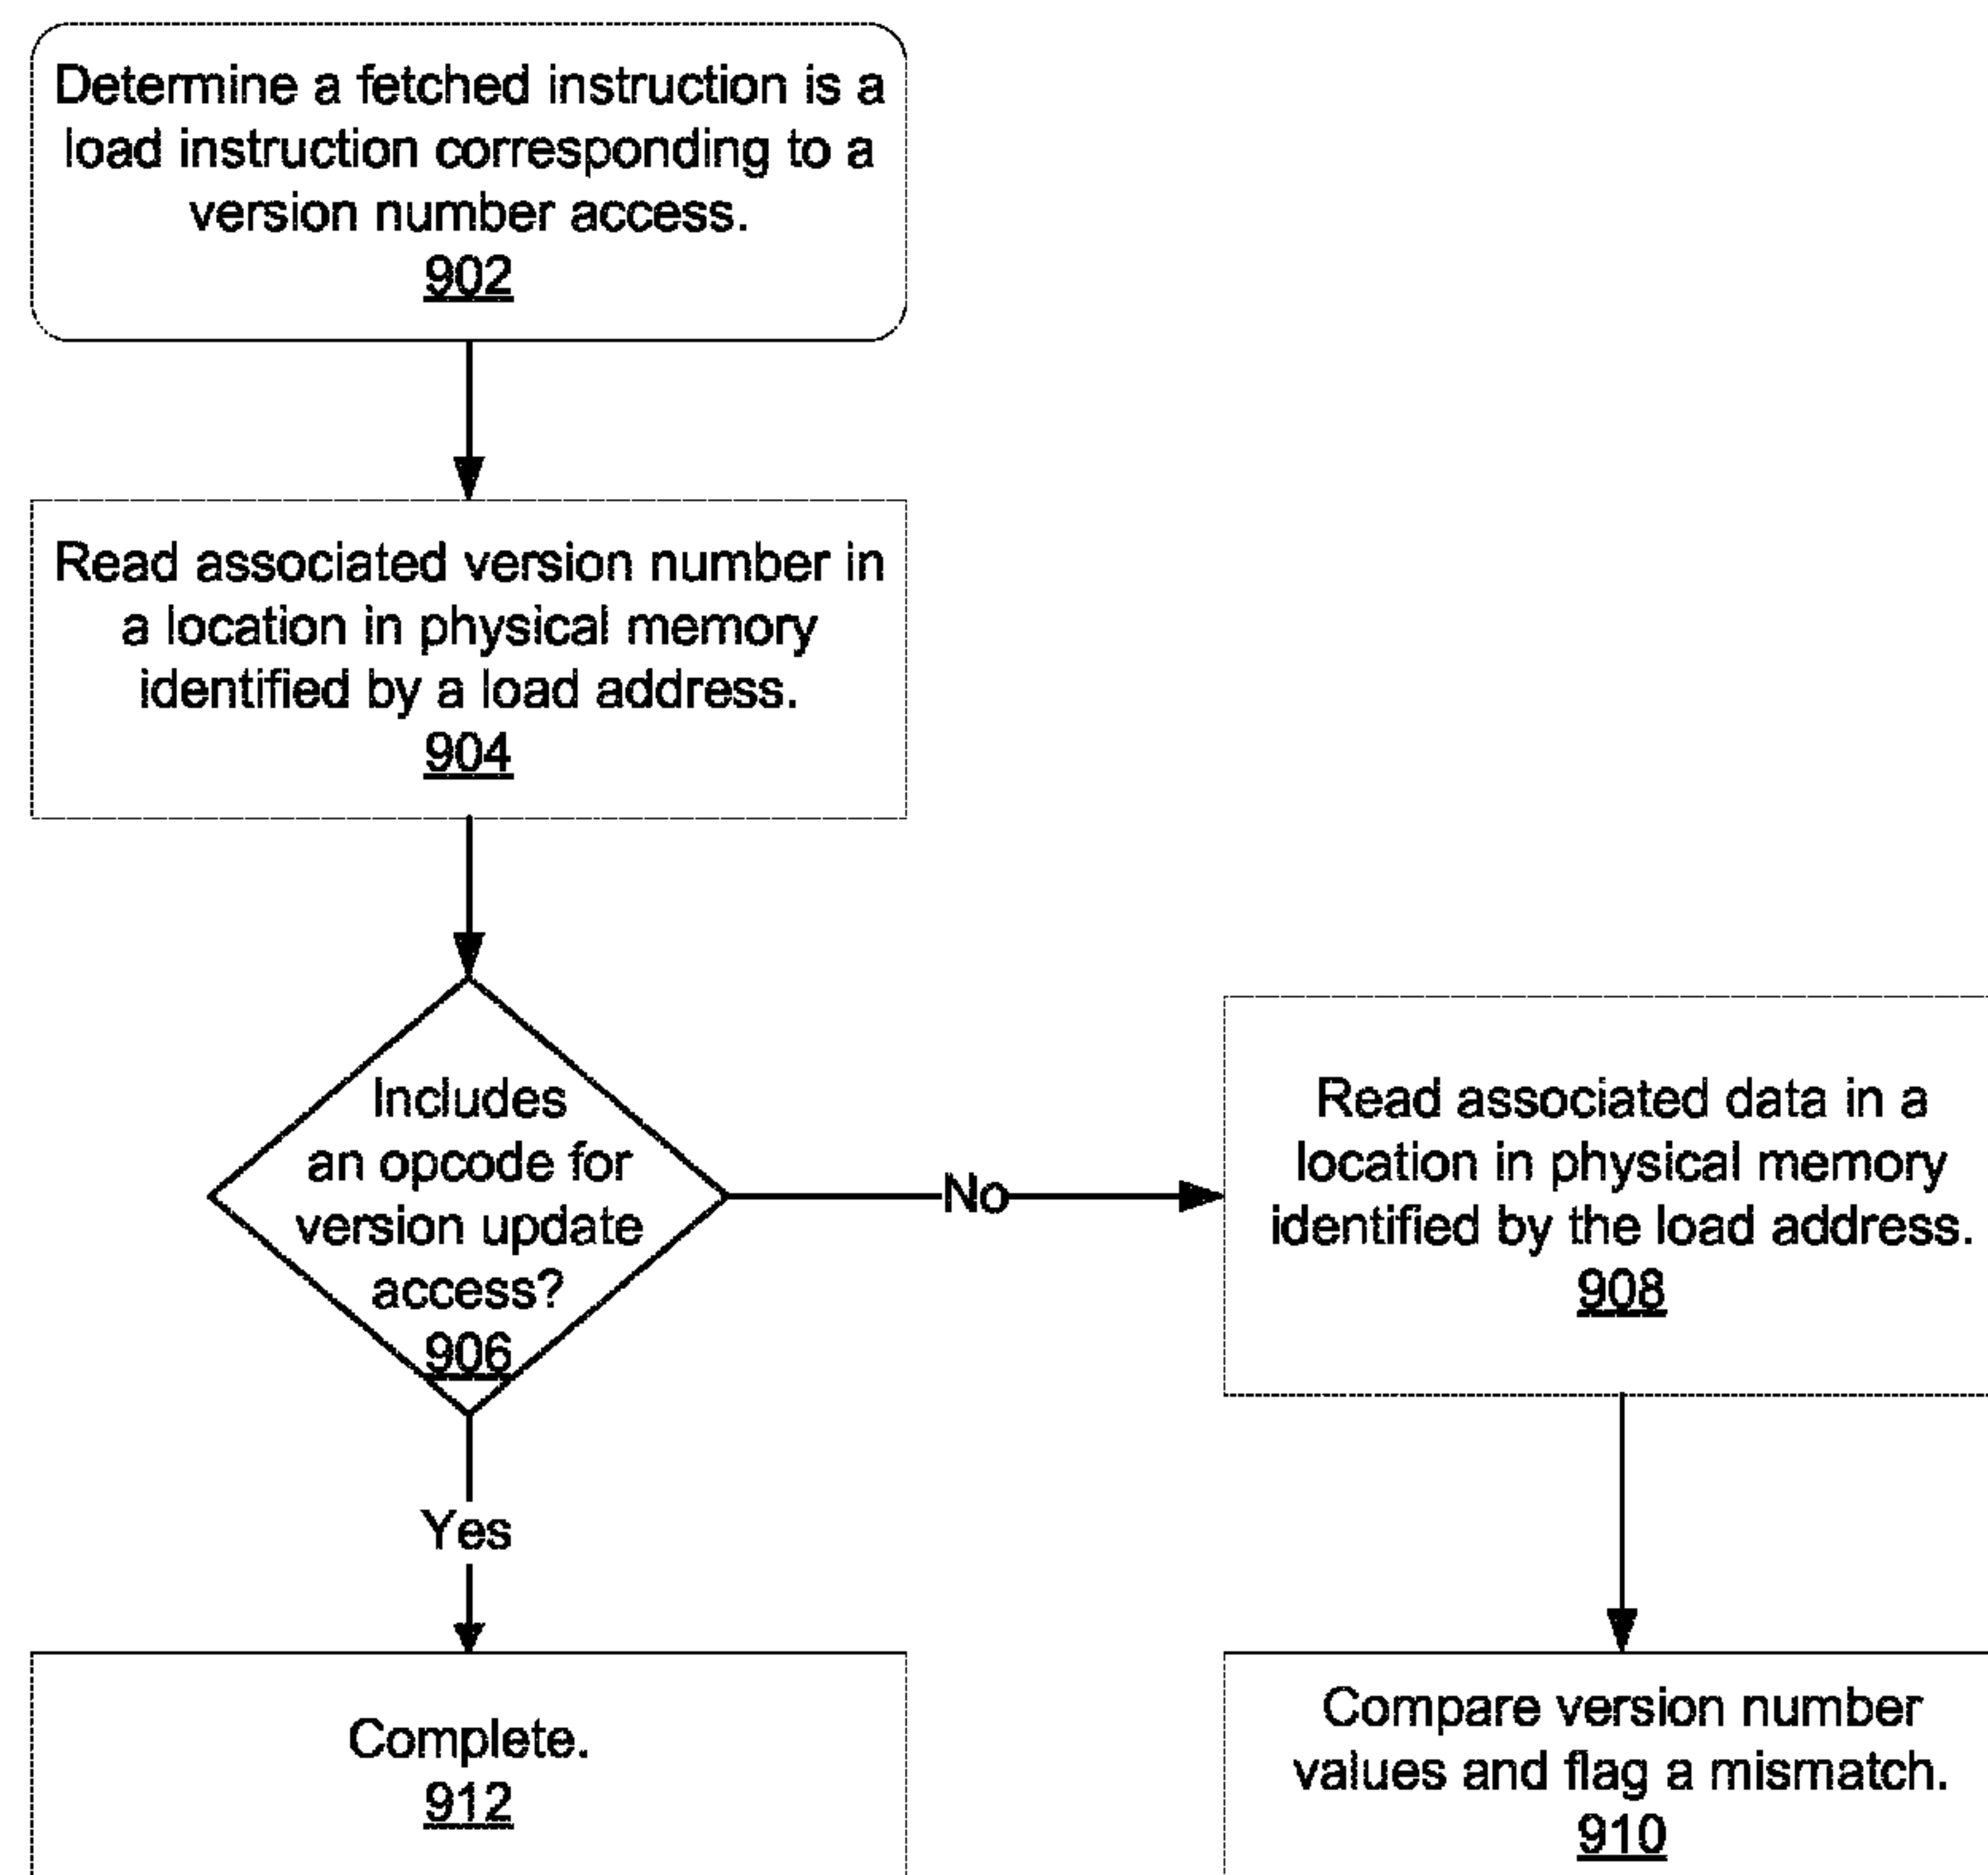 Determine a fetched instruction is a
load instruction corresponding to a
version number access.
902
Read associated version number in
a location in physical memory
identified by a load address.
904
Includes
an opcode for
version update
access?
906
No
Read associated data in a
location in physical memory
identified by the load address.
908
Yes
Complete.
912
Compare version number
values and flag a mismatch.
910